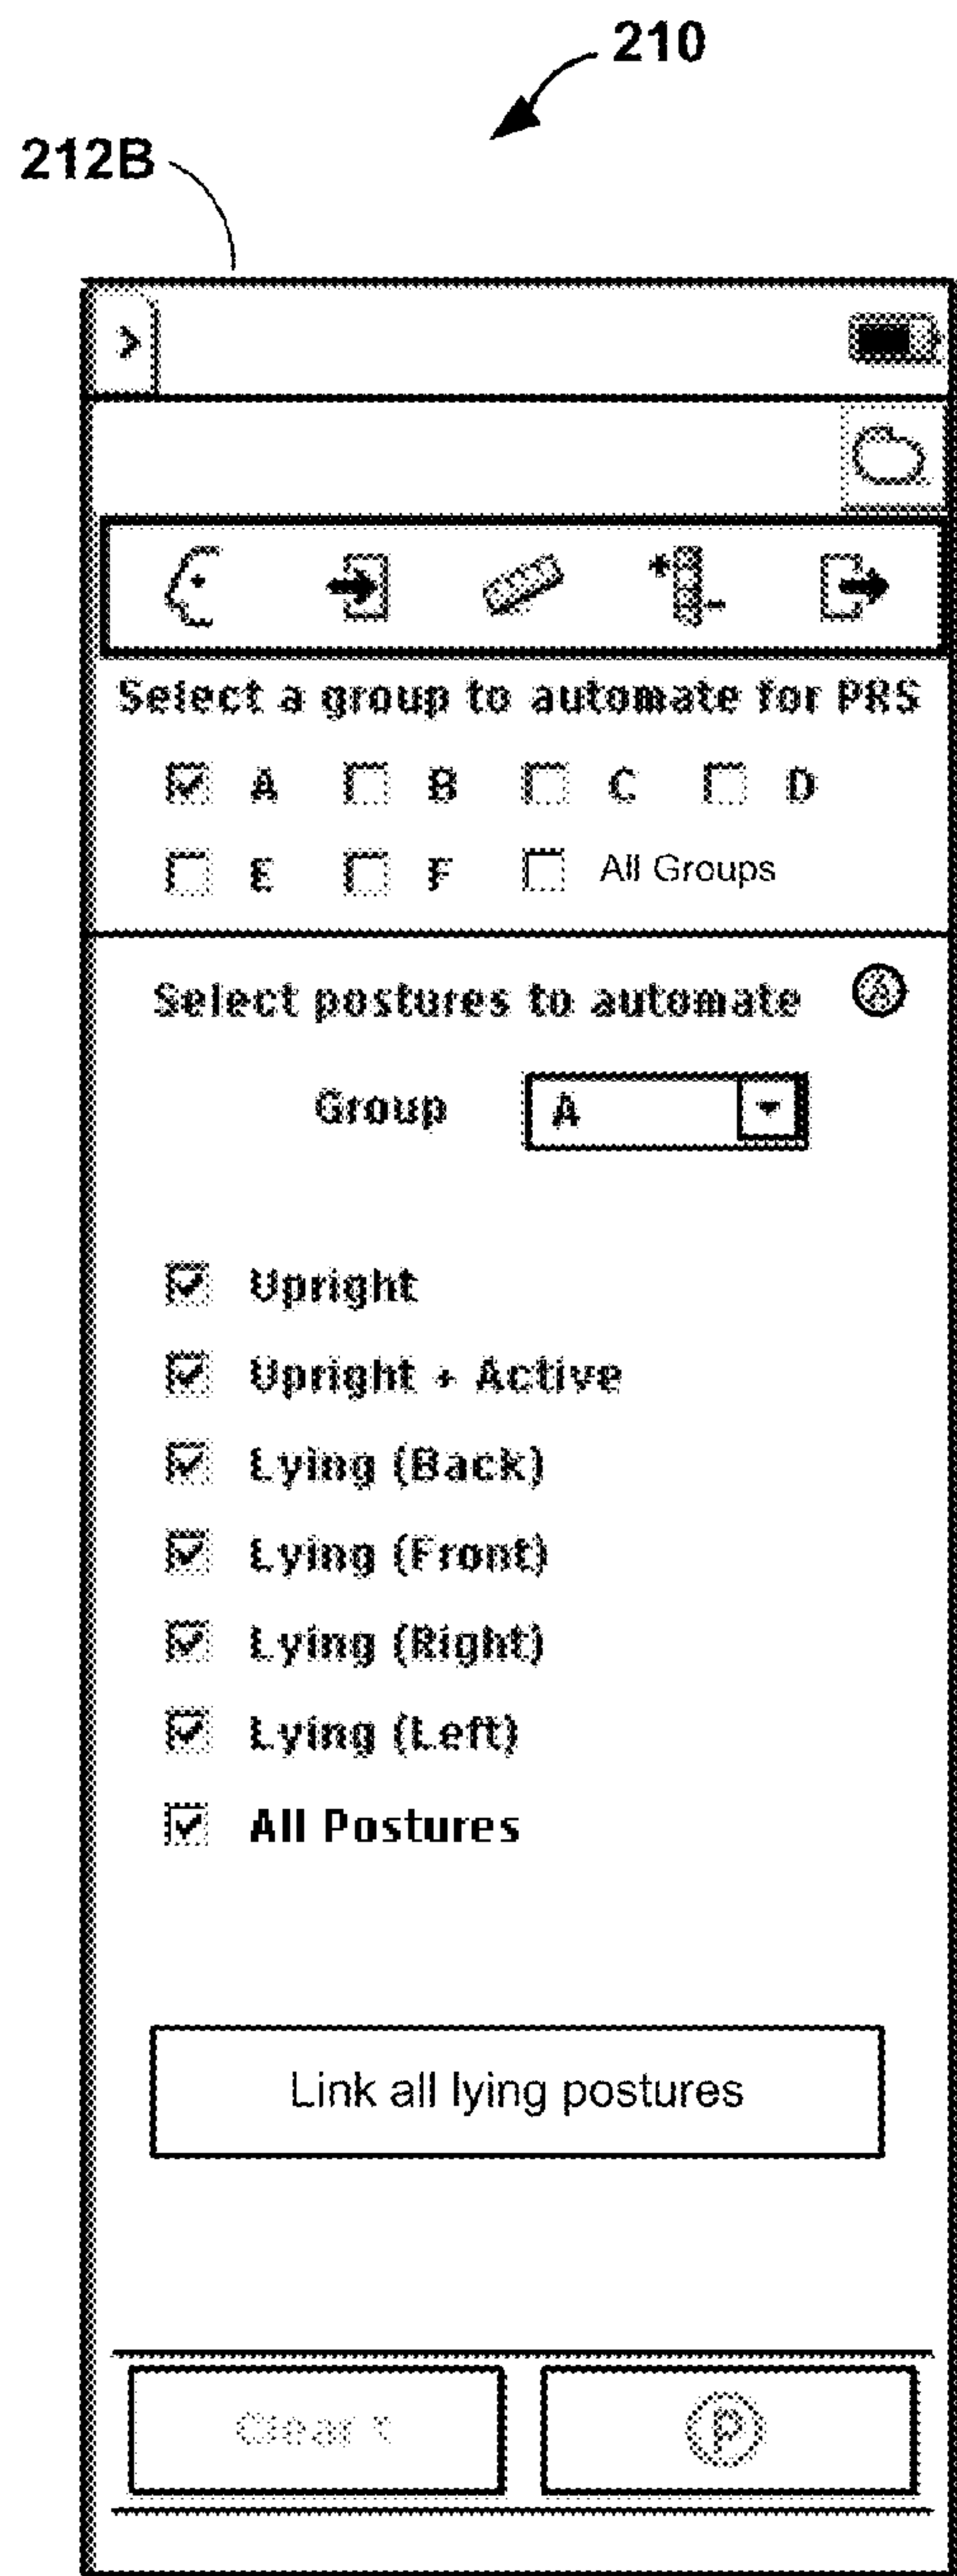 210
212B
>
Select a group to automate for PRS
A B C D
E F All Groups
Select postures to automate
Group A
Upright
Upright + Active
Lying (Back)
Lying (Front)
Lying (Right)
Lying (Left)
All Postures
Link all lying postures
Clear
P